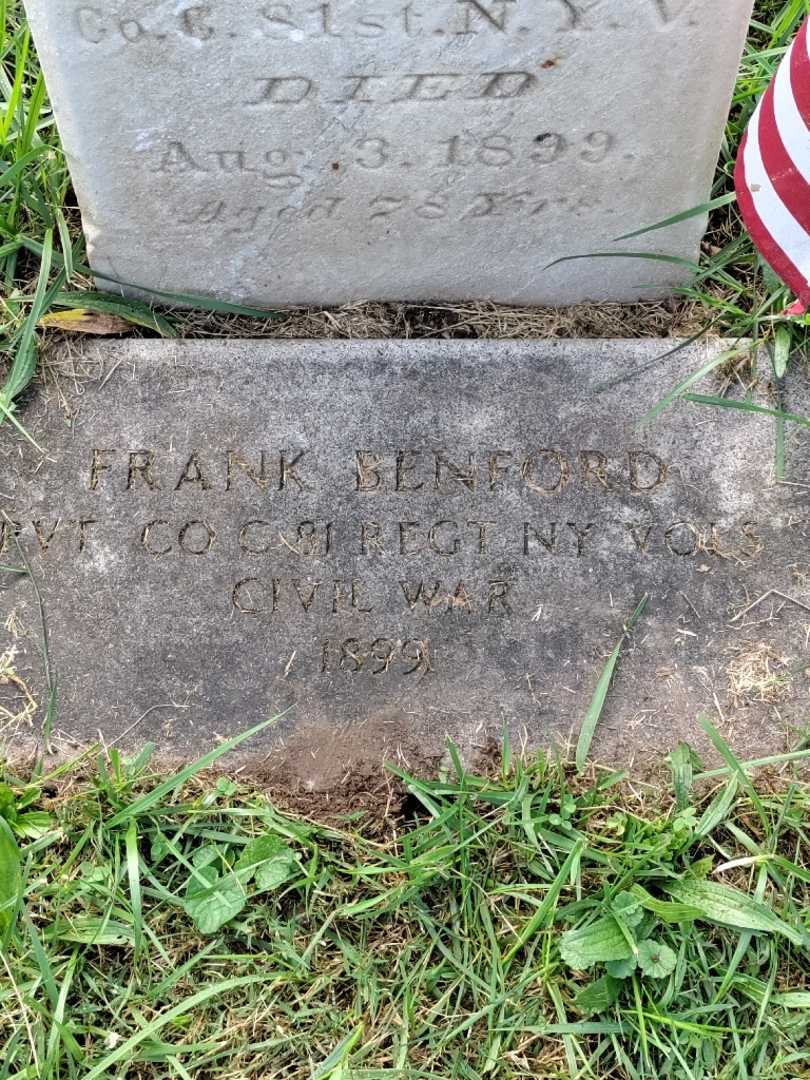 Co. C. 81st. N. Y. V.
DIED
Aug. 3. 1899.
Aged 78 Yrs.
FRANK BENFORD
PVT CO C 81 REGT NY VOLS
CIVIL WAR
1899